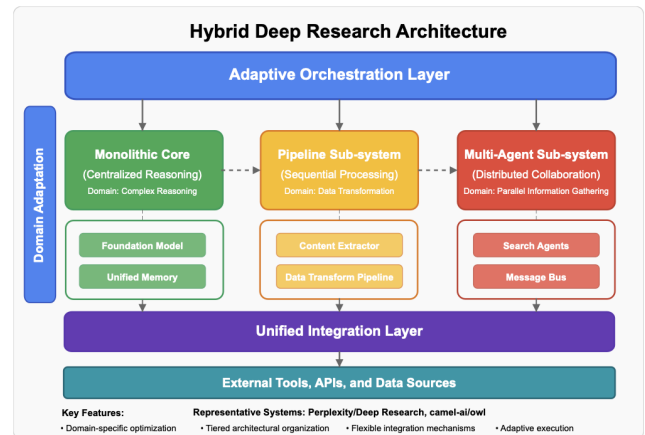 Hybrid Deep Research Architecture
Adaptive Orchestration Layer
Domain Adaptation
Monolithic Core
(Centralized Reasoning)
Domain: Complex Reasoning
Pipeline Sub-system
(Sequential Processing)
Domain: Data Transformation
Multi-Agent Sub-system
(Distributed Collaboration)
Domain: Parallel Information Gathering
Foundation Model
Unified Memory
Content Extractor
Data Transform Pipeline
Search Agents
Message Bus
Unified Integration Layer
External Tools, APIs, and Data Sources
Key Features:
Representative Systems: Perplexity/Deep Research, camel-ai/owl
• Domain-specific optimization
• Tiered architectural organization
• Flexible integration mechanisms
• Adaptive execution